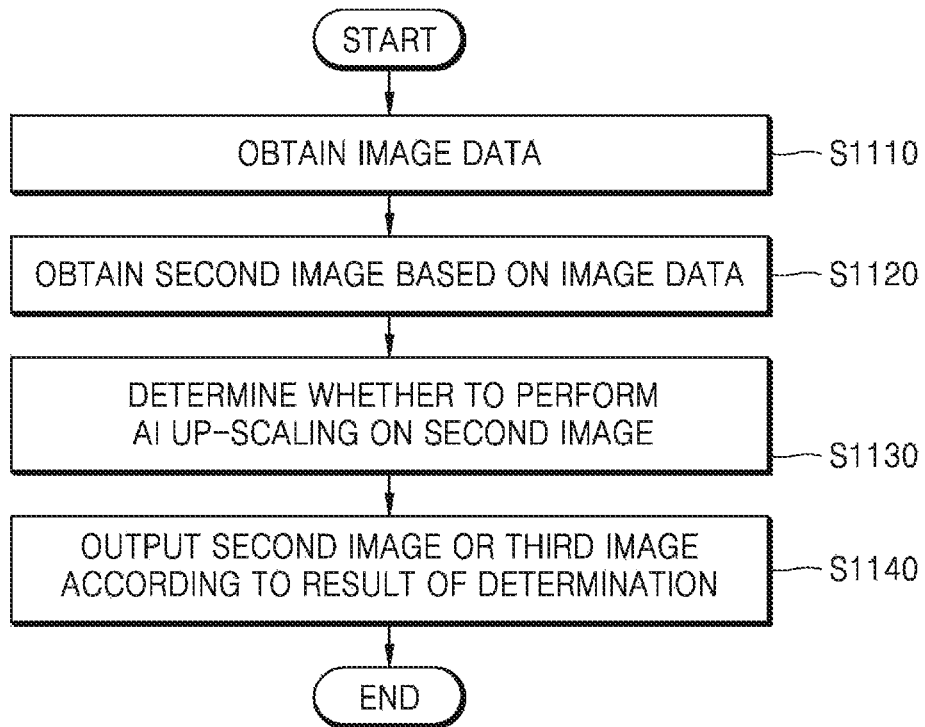 START
OBTAIN IMAGE DATA
S1110
OBTAIN SECOND IMAGE BASED ON IMAGE DATA
S1120
DETERMINE WHETHER TO PERFORM
AI UP-SCALING ON SECOND IMAGE
S1130
OUTPUT SECOND IMAGE OR THIRD IMAGE
ACCORDING TO RESULT OF DETERMINATION
S1140
END